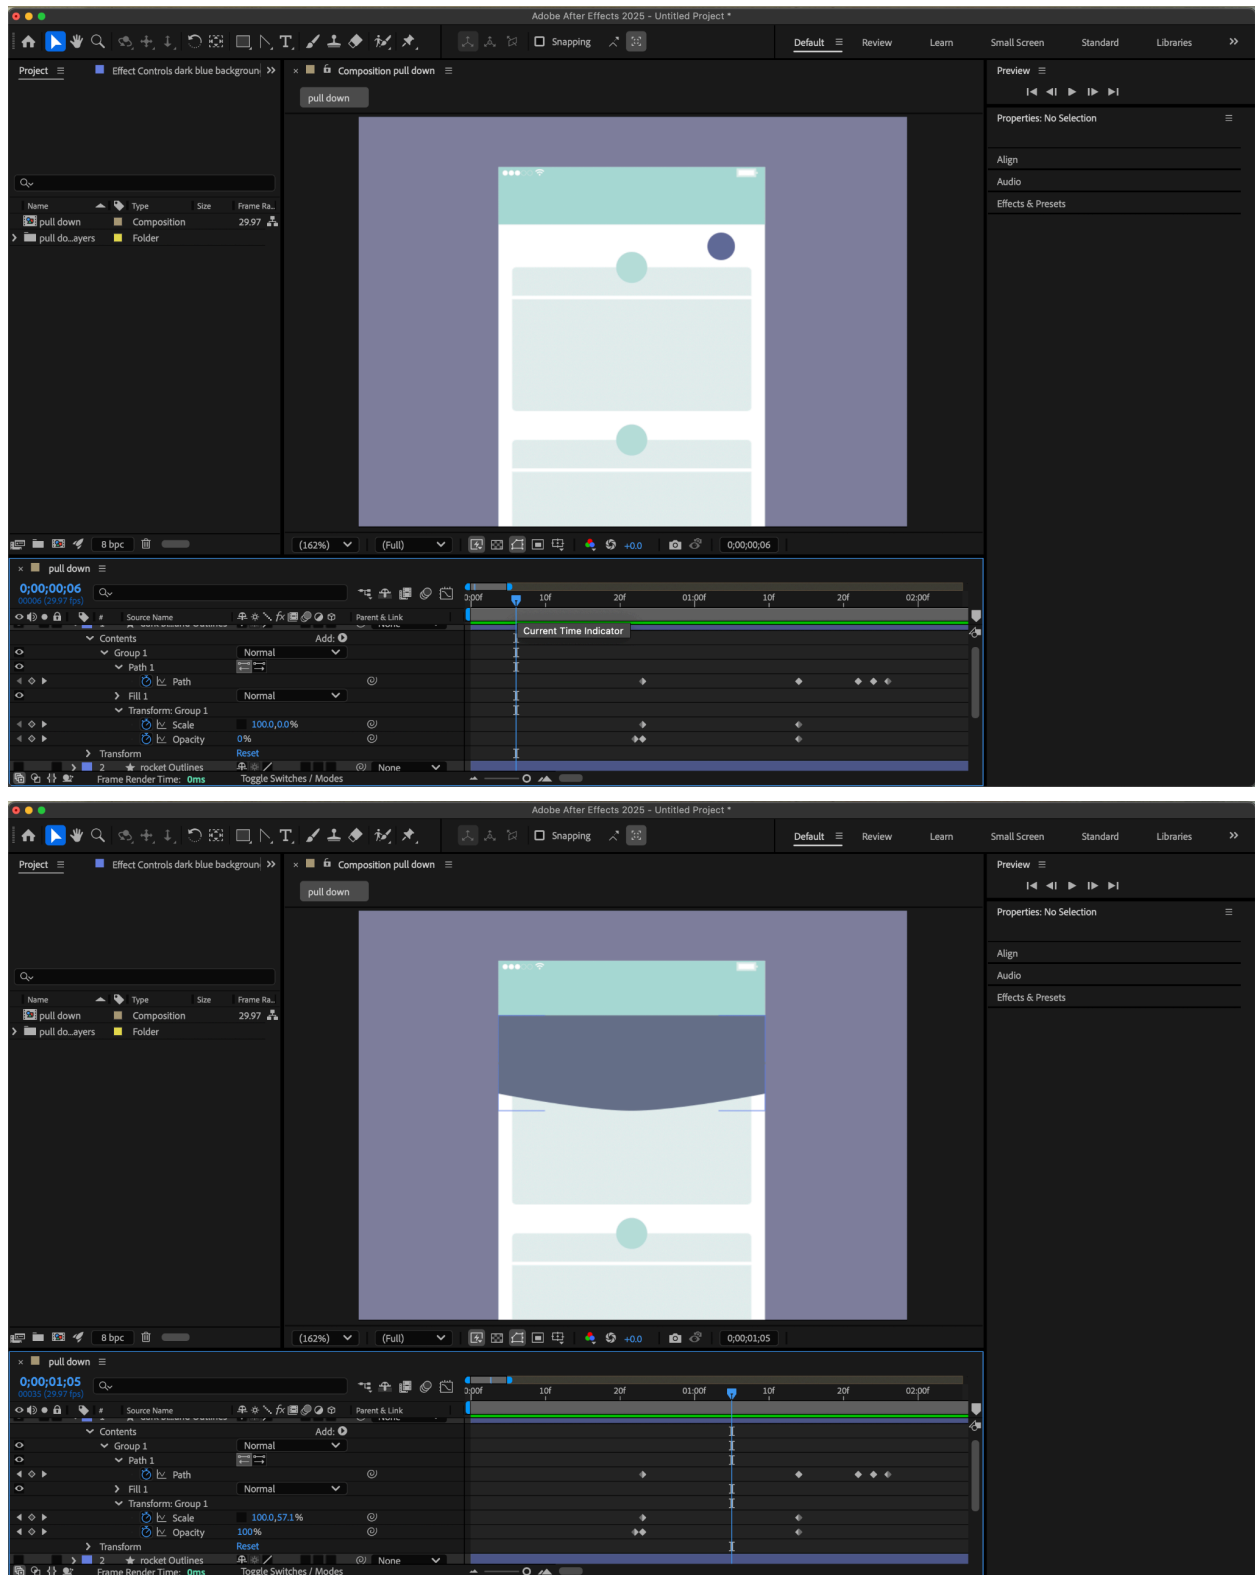 Adobe After Effects 2025 - Untitled Project *
Snapping
Default
Review
Learn
Small Screen
Standard
Libraries
Project
Effect Controls dark blue backgroun
Composition pull down
pull down
Preview
Properties: No Selection
Align
Audio
Effects & Presets
Name
Type
Size
Frame Ra..
pull down
Composition
29.97
pull do...ayers
Folder
8 bpc
(162%)
(Full)
+0.0
0;00;00;06
pull down
0;00;00;06
00006 (29.97 fps)
10f
20f
01:00f
10f
20f
02:00f
#
Source Name
Parent & Link
Current Time Indicator
Contents
Add:
Group 1
Normal
Path 1
Path
Fill 1
Normal
Transform: Group 1
Scale
100.0,0.0%
Opacity
0%
Transform
Reset
2
rocket Outlines
None
Frame Render Time: 0ms
Toggle Switches / Modes
Adobe After Effects 2025 - Untitled Project *
Snapping
Default
Review
Learn
Small Screen
Standard
Libraries
Project
Effect Controls dark blue backgroun
Composition pull down
pull down
Preview
Properties: No Selection
Align
Audio
Effects & Presets
Name
Type
Size
Frame Ra..
pull down
Composition
29.97
pull do...ayers
Folder
8 bpc
(162%)
(Full)
+0.0
0;00;01;05
pull down
0;00;01;05
00035 (29.97 fps)
10f
20f
01:00f
10f
20f
02:00f
#
Source Name
Parent & Link
Contents
Add:
Group 1
Normal
Path 1
Path
Fill 1
Normal
Transform: Group 1
Scale
100.0,57.1%
Opacity
100%
Transform
Reset
2
rocket Outlines
None
Frame Render Time: 0ms
Toggle Switches / Modes